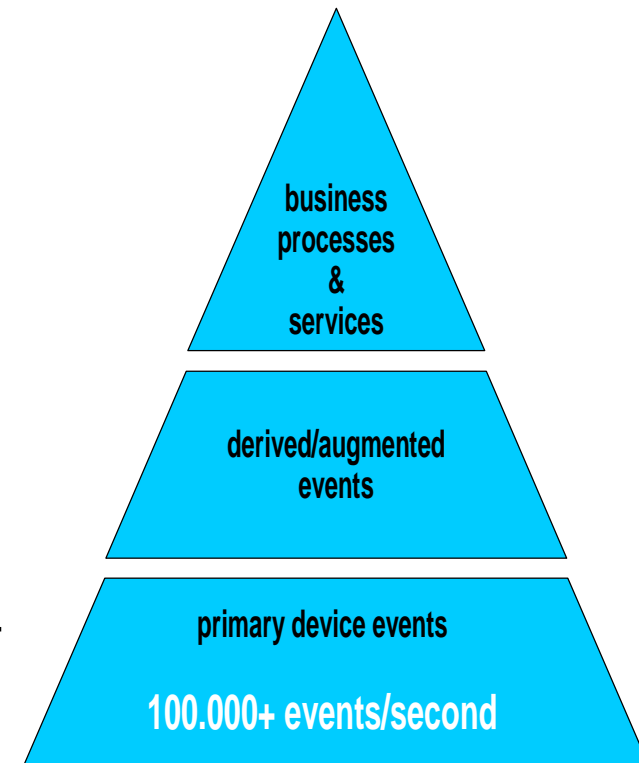 business
processes
&
services
derived/augmented
events
primary device events
100.000+ events/second